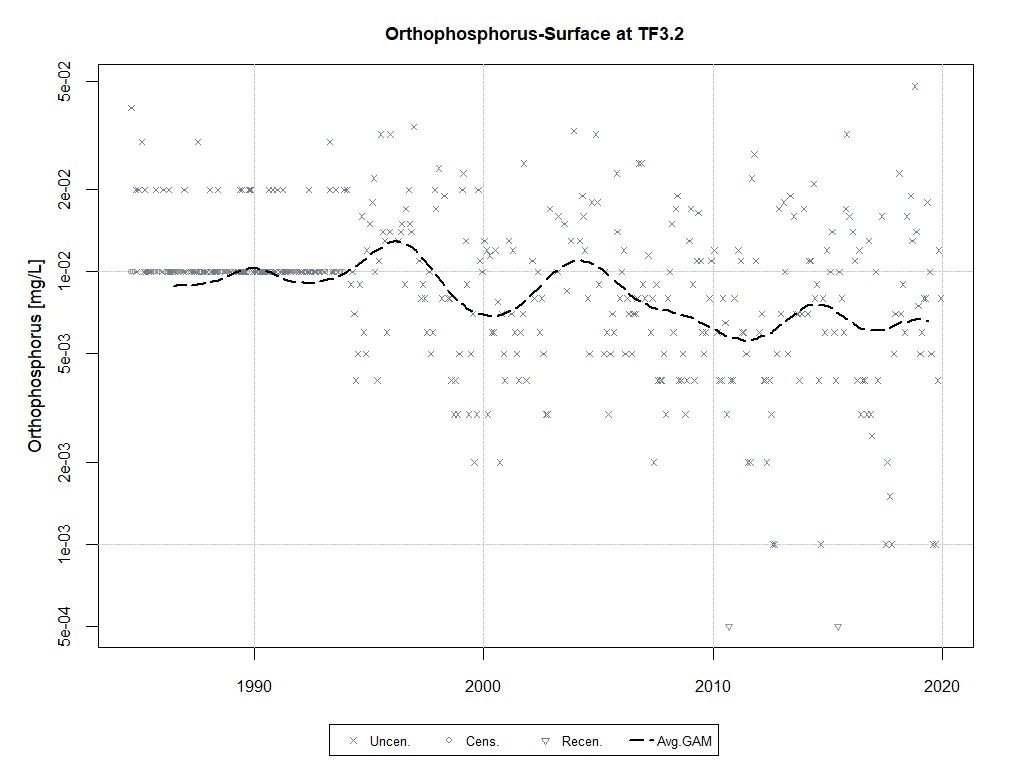 Orthophosphorus-Surface at TF3.2
Orthophosphorus [mg/L]
5e-02
2e-02
1e-02
5e-03
2e-03
1e-03
5e-04
1990 2000 2010 2020
Uncen. Cens. Recen. Avg.GAM